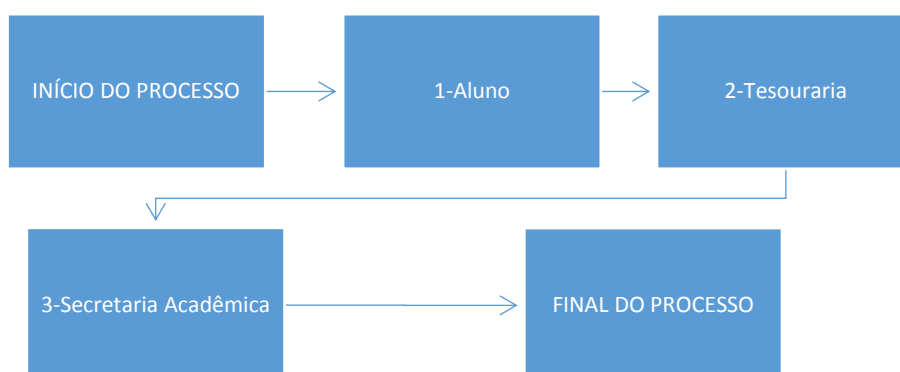 INÍCIO DO PROCESSO
1-Aluno
2-Tesouraria
3-Secretaria Acadêmica
FINAL DO PROCESSO